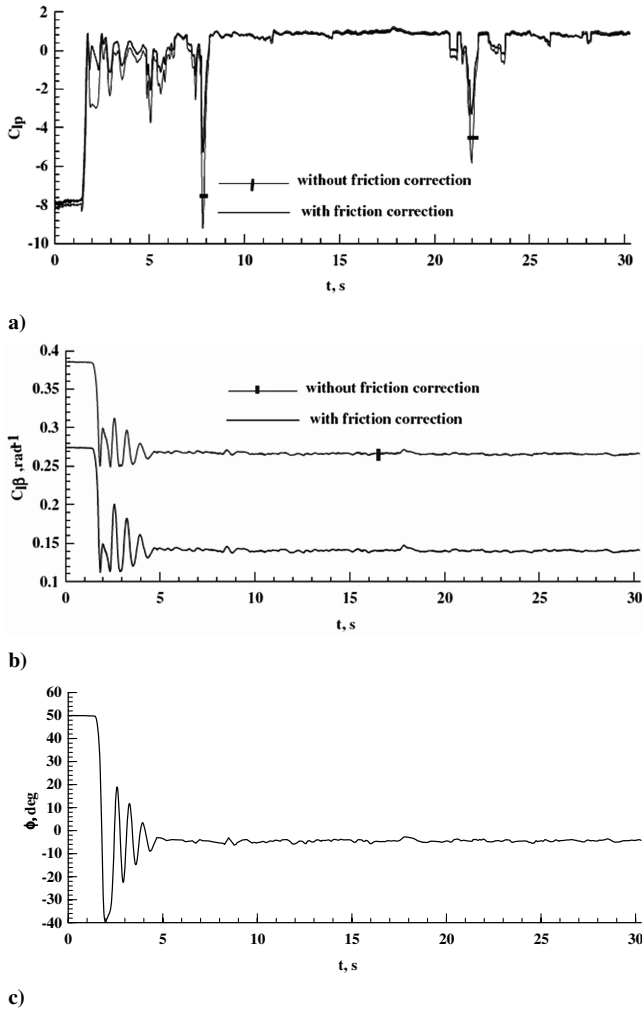 2
0
-2
-4
-6
-8
-10
Clp
without friction correction
with friction correction
0 5 10 15 20 25 30
t, s
a)
0.4
0.35
0.3
0.25
0.2
0.15
0.1
Clβ ,rad-1
without friction correction
with friction correction
0 5 10 15 20 25 30
t, s
b)
60
50
40
30
20
10
0
-10
-20
-30
-40
ϕ, deg
0 5 10 15 20 25 30
t, s
c)